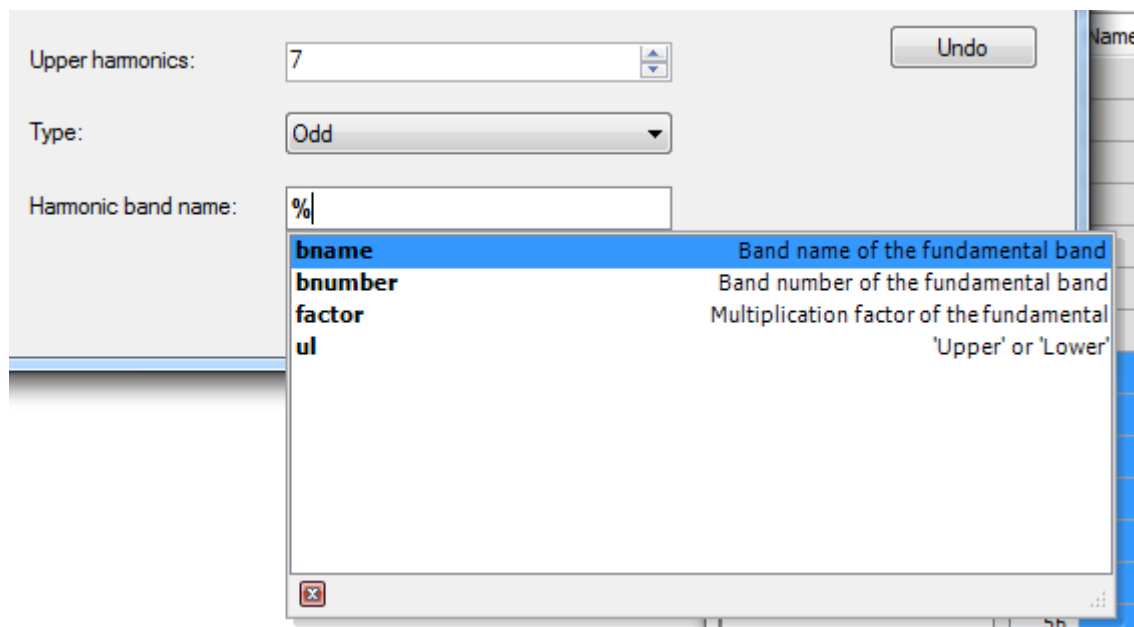 Upper harmonics: 7 Undo
Name
Type: Odd
Harmonic band name: %
bname Band name of the fundamental band
bnumber Band number of the fundamental band
factor Multiplication factor of the fundamental
ul 'Upper' or 'Lower'